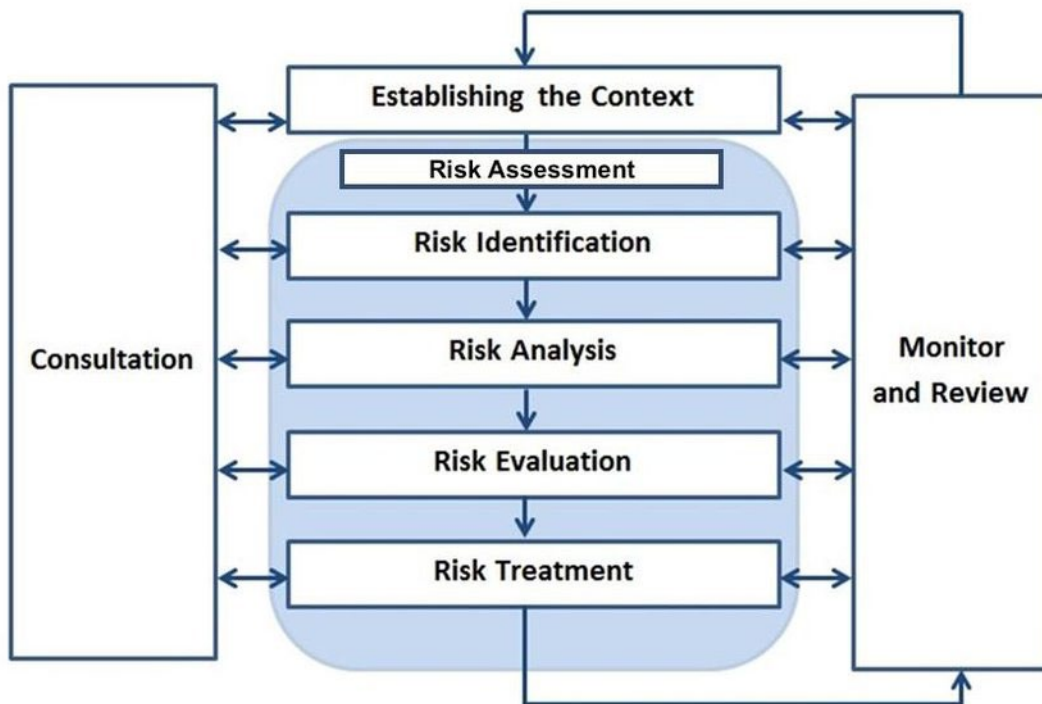 Establishing the Context
Risk Assessment
Risk Identification
Risk Analysis
Risk Evaluation
Risk Treatment
Consultation
Monitor
and Review